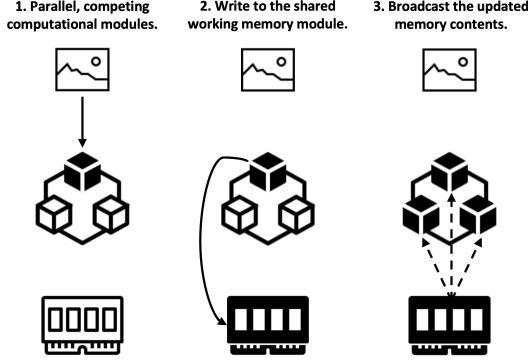 1. Parallel, competing
computational modules.
2. Write to the shared
working memory module.
3. Broadcast the updated
memory contents.